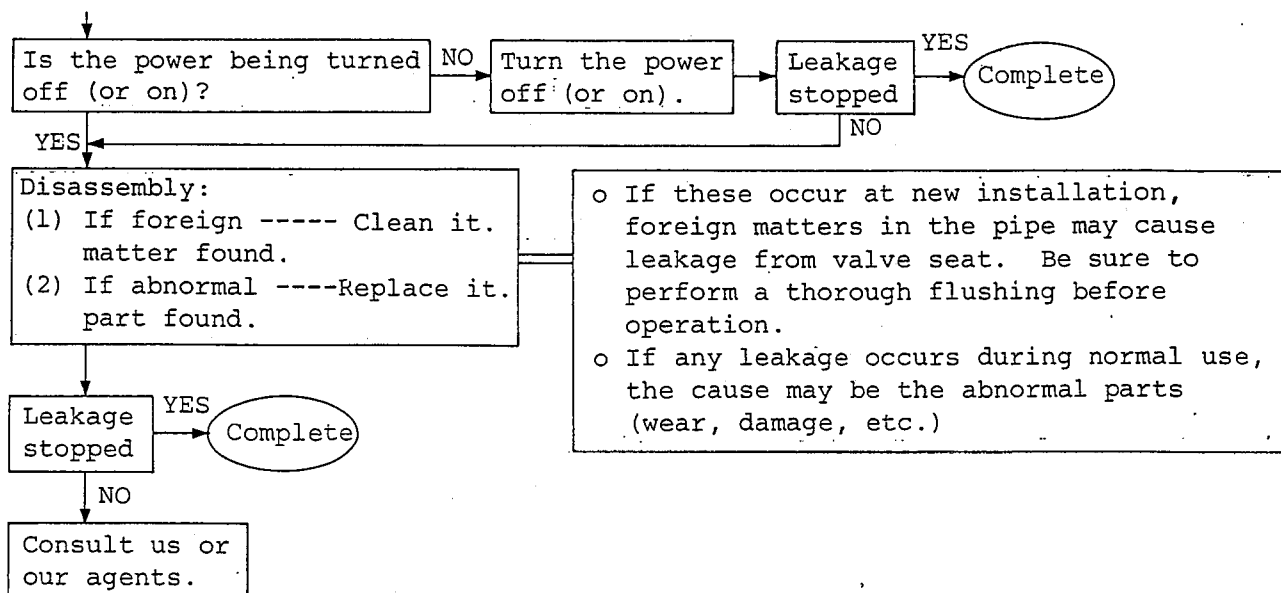 Is the power being turned
off (or on)?
NO
Turn the power
off (or on).
Leakage
stopped
YES
Complete
NO
YES
Disassembly:
(1) If foreign ----- Clean it.
matter found.
(2) If abnormal ----Replace it.
part found.
o If these occur at new installation,
foreign matters in the pipe may cause
leakage from valve seat. Be sure to
perform a thorough flushing before
operation.
o If any leakage occurs during normal use,
the cause may be the abnormal parts
(wear, damage, etc.)
Leakage
stopped
YES
Complete
NO
Consult us or
our agents.